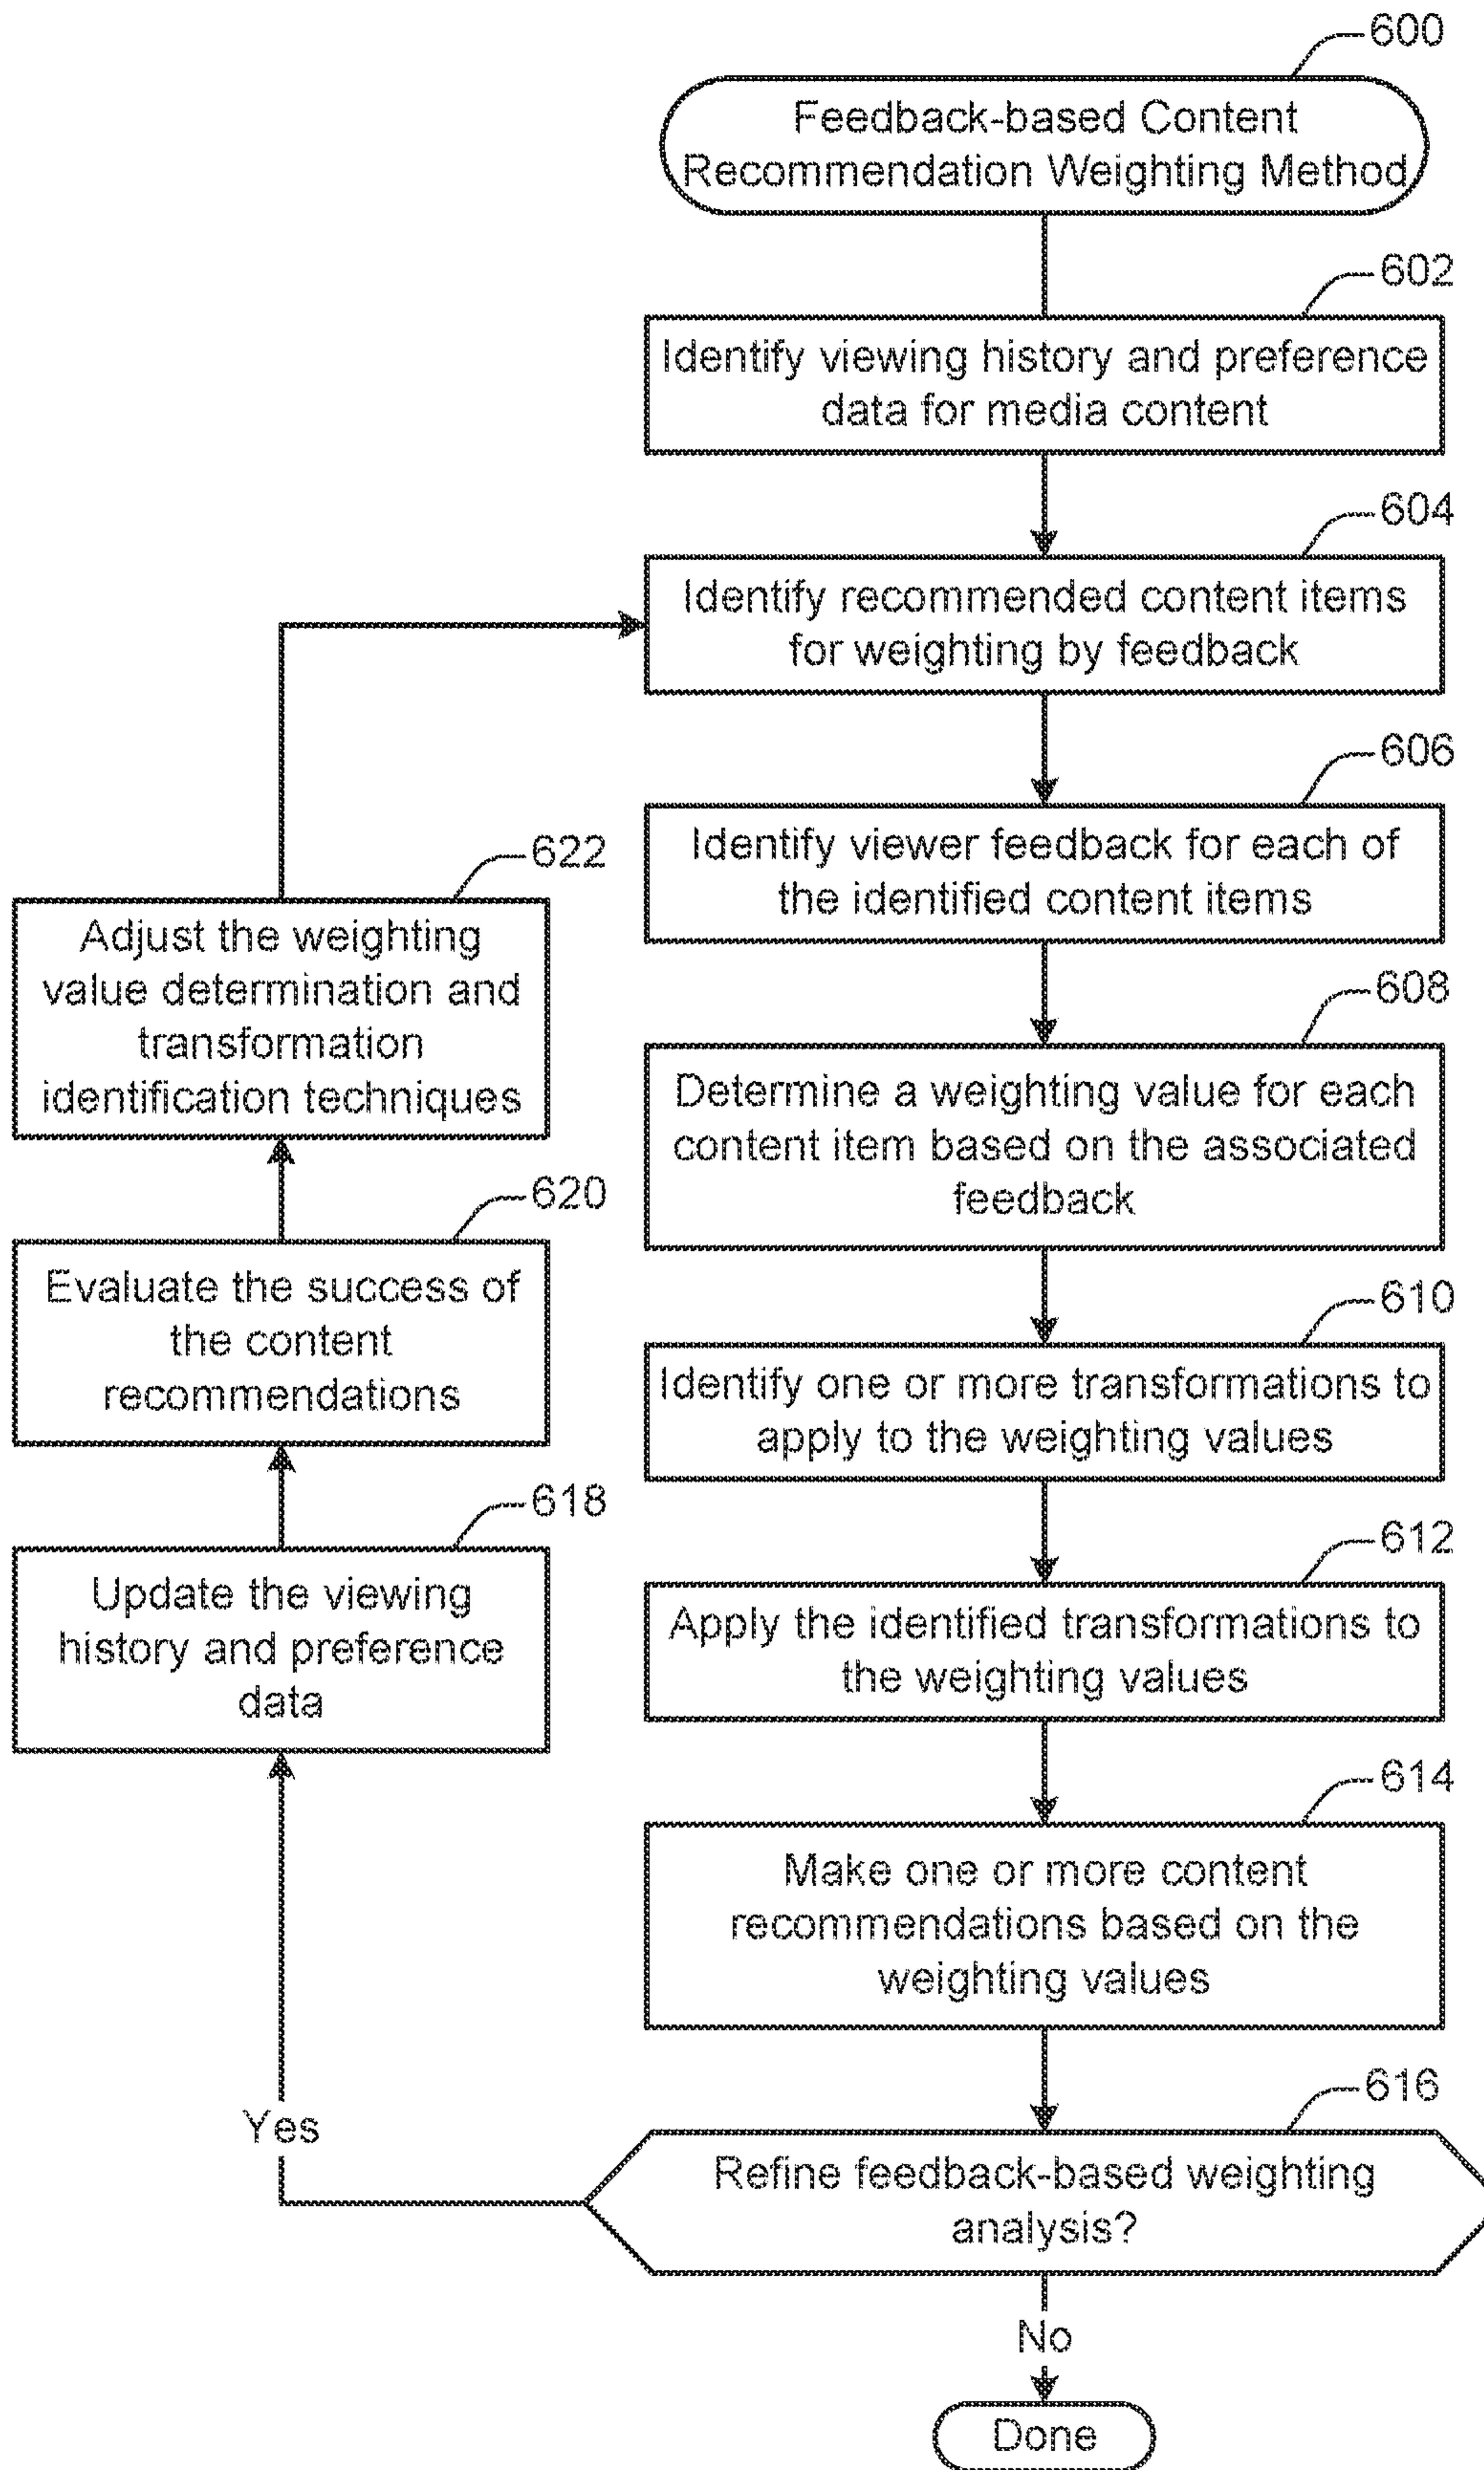 600
Feedback-based Content
Recommendation Weighting Method
602
Identify viewing history and preference
data for media content
604
Identify recommended content items
for weighting by feedback
606
Identify viewer feedback for each of
the identified content items
608
Determine a weighting value for each
content item based on the associated
feedback
610
Identify one or more transformations to
apply to the weighting values
612
Apply the identified transformations to
the weighting values
614
Make one or more content
recommendations based on the
weighting values
616
Refine feedback-based weighting
analysis?
Yes
618
Update the viewing
history and preference
data
620
Evaluate the success of
the content
recommendations
622
Adjust the weighting
value determination and
transformation
identification techniques
No
Done